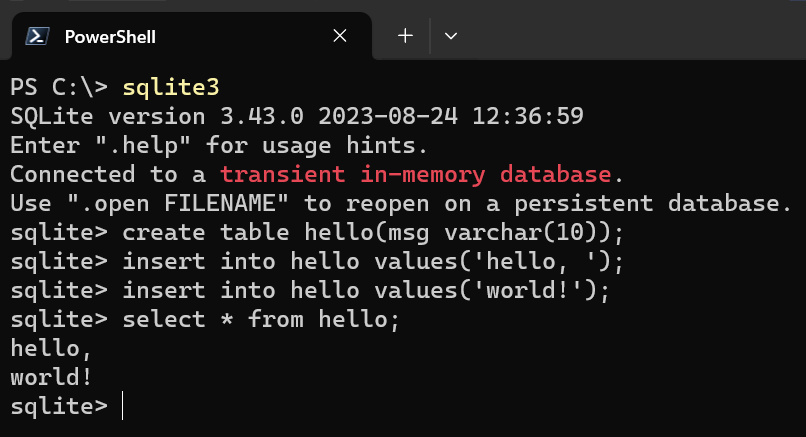 PowerShell
PS C:\> sqlite3
SQLite version 3.43.0 2023-08-24 12:36:59
Enter ".help" for usage hints.
Connected to a transient in-memory database.
Use ".open FILENAME" to reopen on a persistent database.
sqlite> create table hello(msg varchar(10));
sqlite> insert into hello values('hello, ');
sqlite> insert into hello values('world!');
sqlite> select * from hello;
hello,
world!
sqlite>